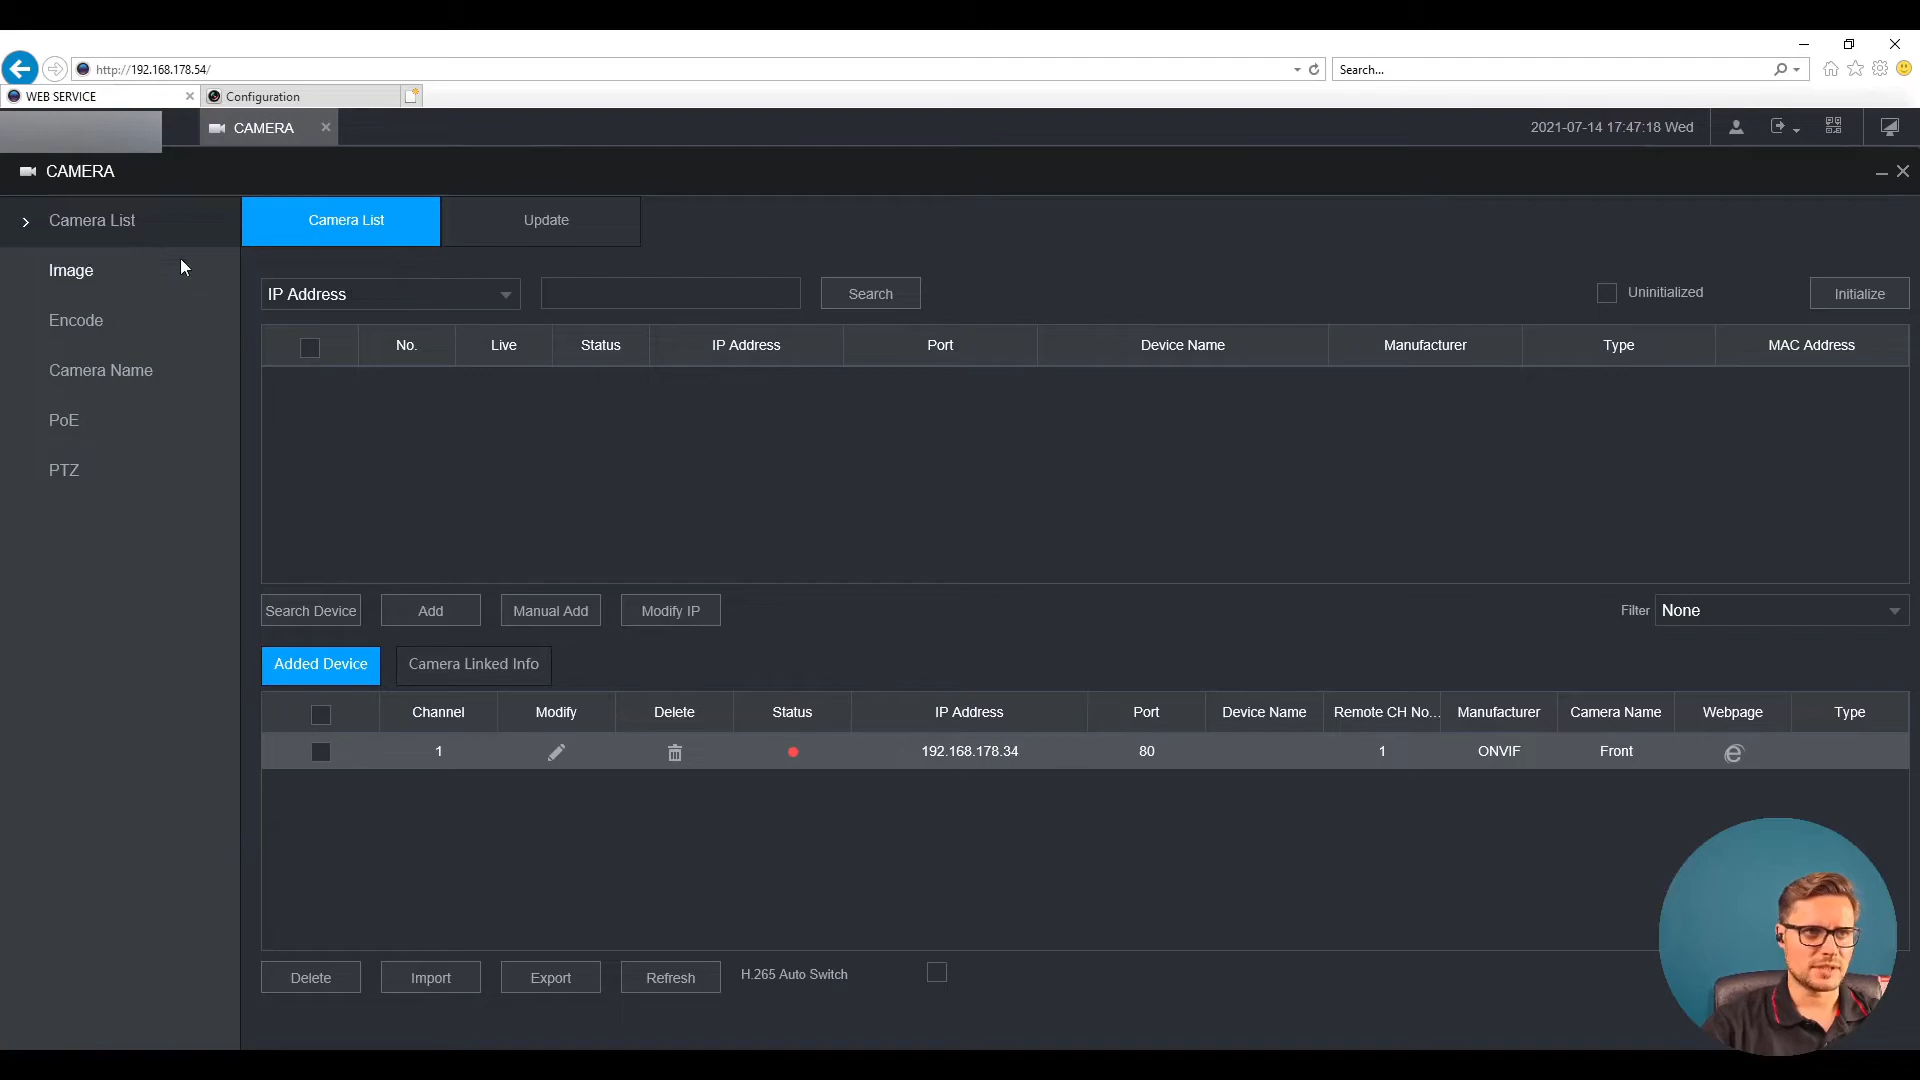 http://192.168.178.54/
Search...
WEB SERVICE
Configuration
CAMERA
2021-07-14 17:47:18 Wed
CAMERA
Camera List
Image
Encode
Camera Name
PoE
PTZ
Camera List
Update
IP Address
Search
Uninitialized
Initialize
No. Live Status IP Address Port Device Name Manufacturer Type MAC Address
Search Device
Add
Manual Add
Modify IP
Filter
None
Added Device
Camera Linked Info
Channel Modify Delete Status IP Address Port Device Name Remote CH No... Manufacturer Camera Name Webpage Type
1 192.168.178.34 80 1 ONVIF Front
Delete
Import
Export
Refresh
H.265 Auto Switch